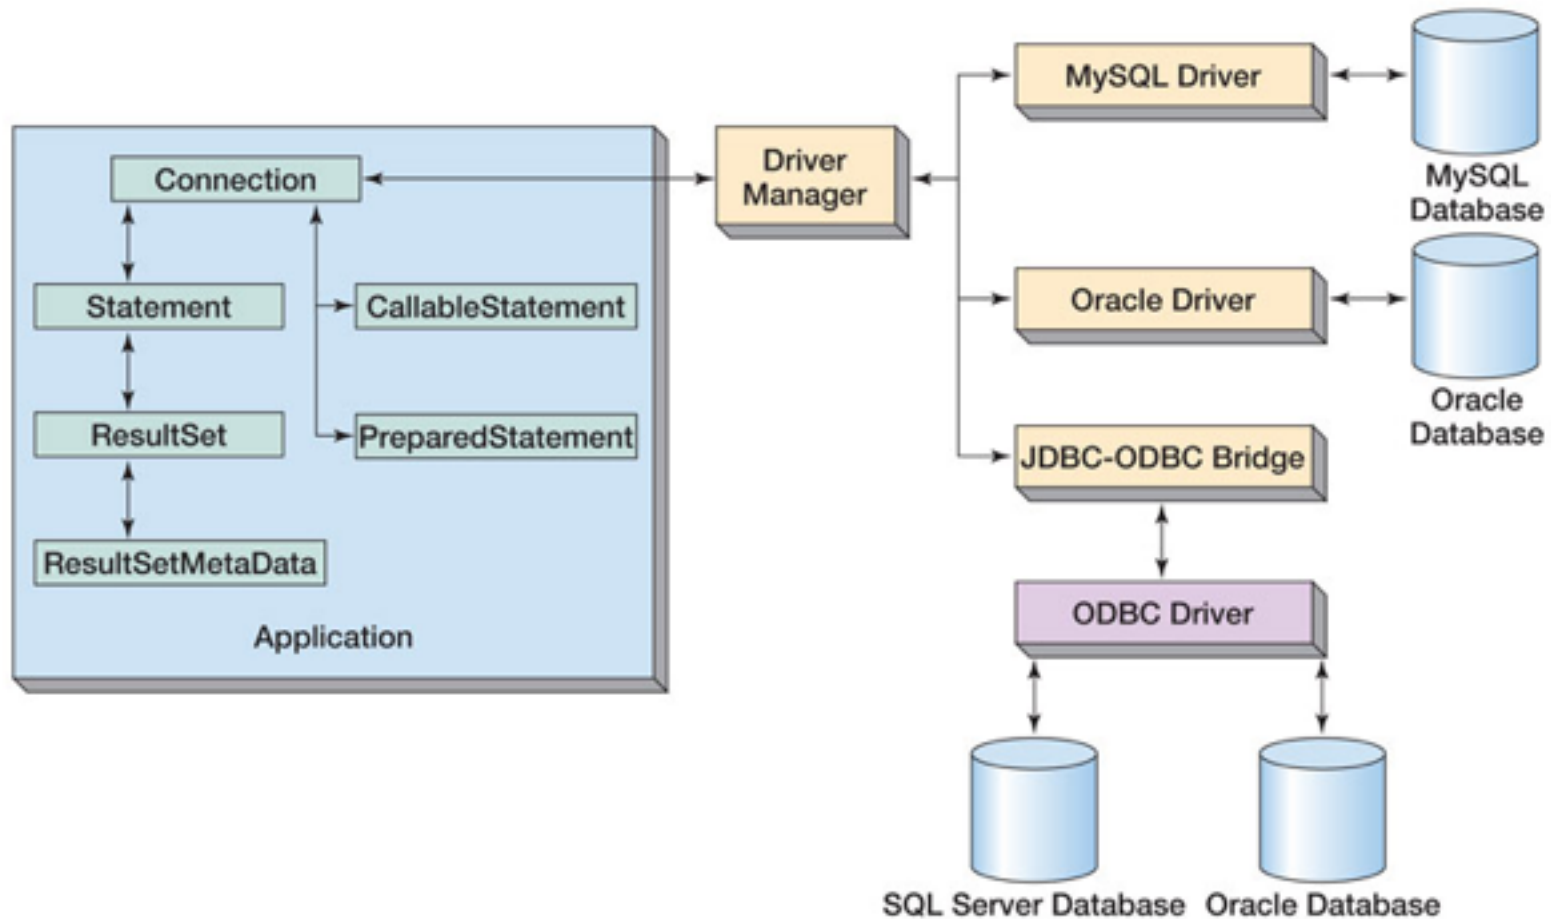 Connection
Statement
CallableStatement
ResultSet
PreparedStatement
ResultSetMetaData
Application
Driver
Manager
MySQL Driver
MySQL
Database
Oracle Driver
Oracle
Database
JDBC-ODBC Bridge
ODBC Driver
SQL Server Database
Oracle Database